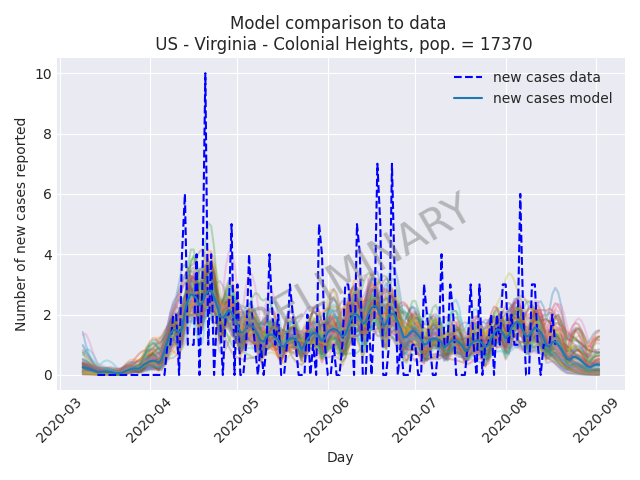 Model comparison to data
US - Virginia - Colonial Heights, pop. = 17370
new cases data
new cases model
PRELIMINARY
Number of new cases reported
10
8
6
4
2
0
2020-03
2020-04
2020-05
2020-06
2020-07
2020-08
2020-09
Day